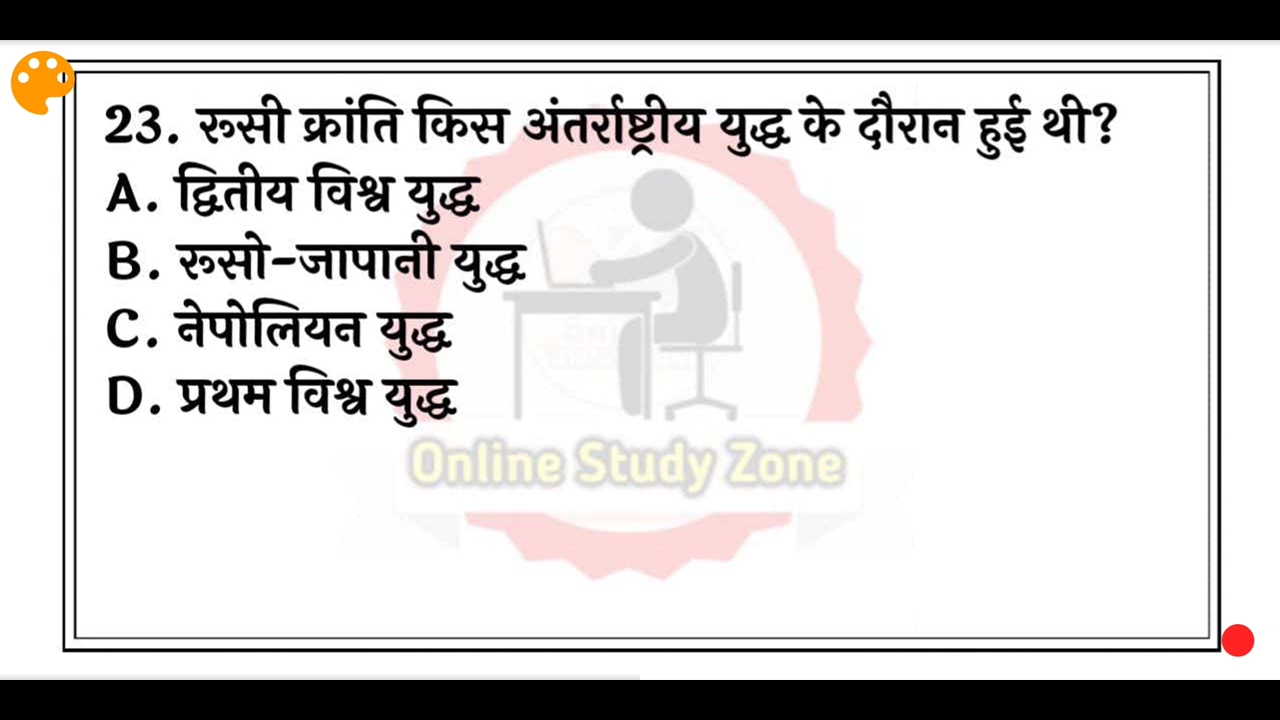 23. रूसी क्रांति किस अंतर्राष्ट्रीय युद्ध के दौरान हुई थी?
A. द्वितीय विश्व युद्ध
B. रूसो-जापानी युद्ध
C. नेपोलियन युद्ध
D. प्रथम विश्व युद्ध
Online Study Zone